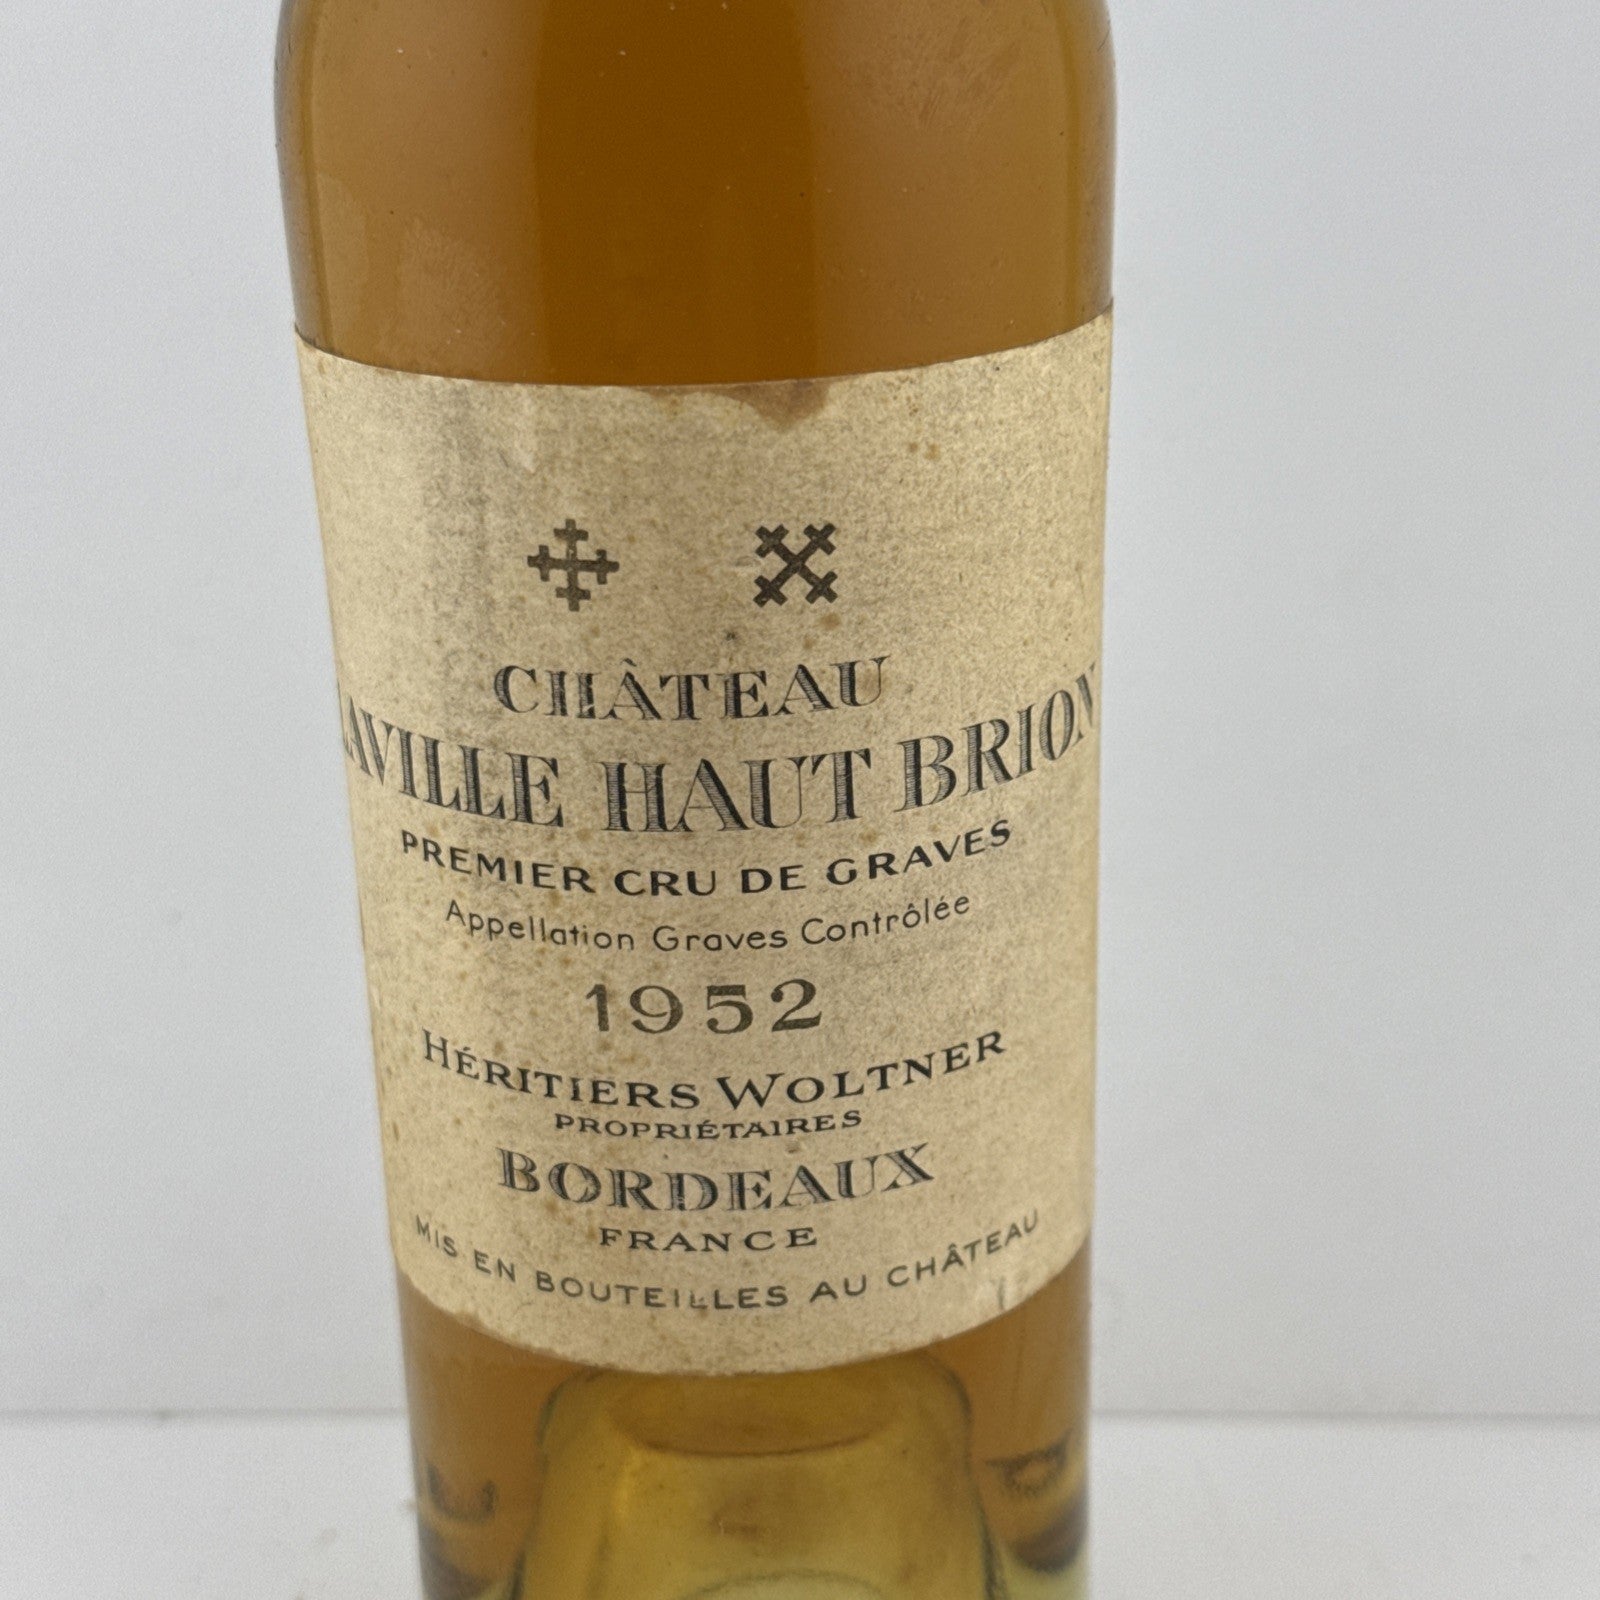 CHÂTEAU
LAVILLE HAUT BRION
PREMIER CRU DE GRAVES
Appellation Graves Contrôlée
1952
HÉRITIERS WOLTNER
PROPRIÉTAIRES
BORDEAUX
FRANCE
MIS EN BOUTEILLES AU CHÂTEAU